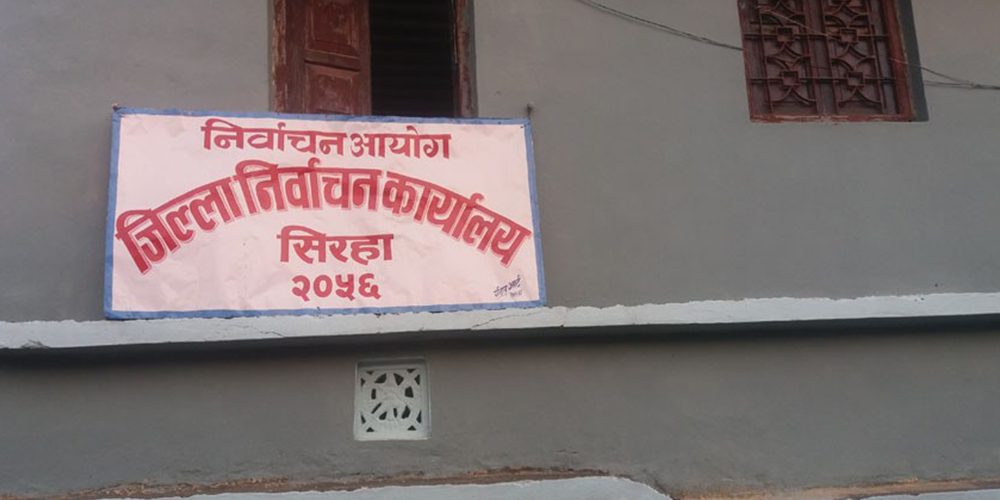 निर्वाचन आयोग
जिल्ला निर्वाचन कार्यालय
सिरहा
२०५६